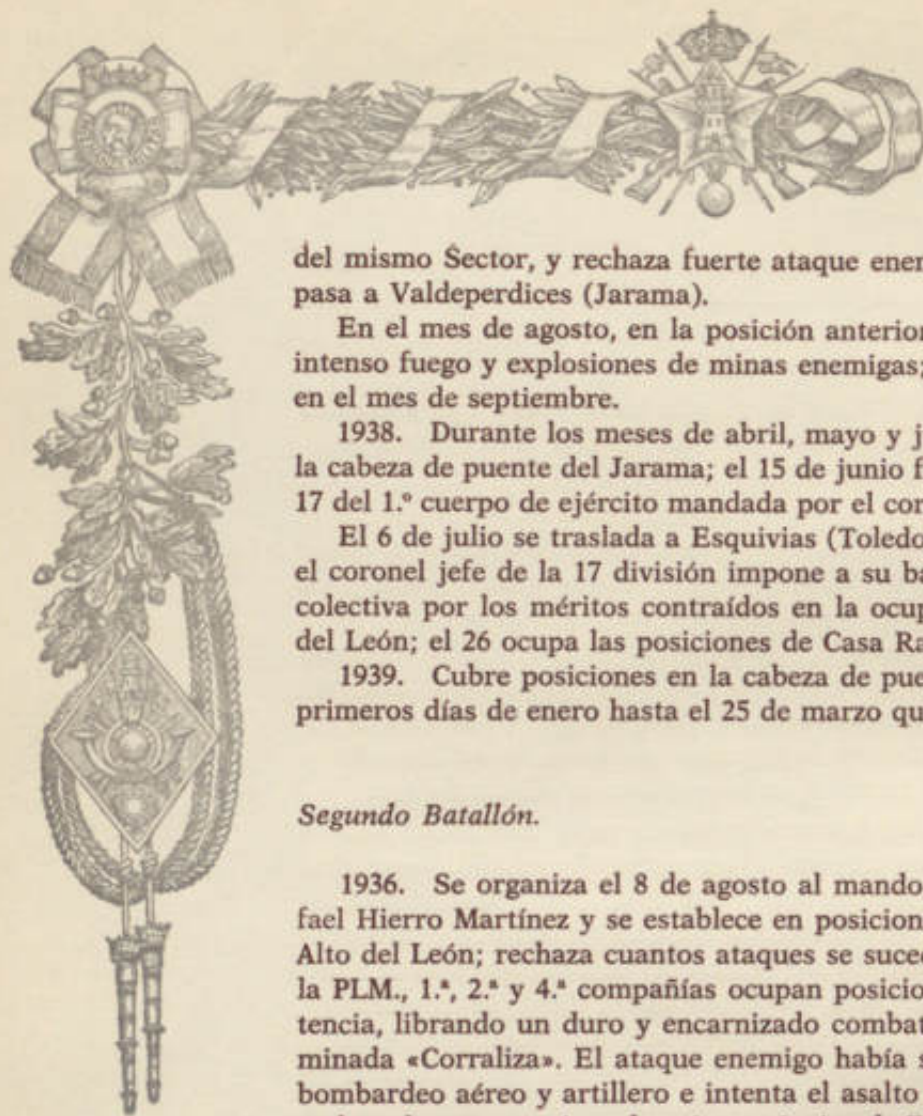 del mismo Sector, y rechaza fuerte ataque ener
pasa a Valdeperdices (Jarama).
En el mes de agosto, en la posición anterior
intenso fuego y explosiones de minas enemigas;
en el mes de septiembre.
1938. Durante los meses de abril, mayo y j
la cabeza de puente del Jarama; el 15 de junio f
17 del 1.º cuerpo de ejército mandada por el cor
El 6 de julio se traslada a Esquivias (Toledo
el coronel jefe de la 17 división impone a su ba
colectiva por los méritos contraídos en la ocup
del León; el 26 ocupa las posiciones de Casa Ra
1939. Cubre posiciones en la cabeza de pue
primeros días de enero hasta el 25 de marzo qu
Segundo Batallón.
1936. Se organiza el 8 de agosto al mando
fael Hierro Martínez y se establece en posicion
Alto del León; rechaza cuantos ataques se suced
la PLM., 1.ª, 2.ª y 4.ª compañías ocupan posicio
tencia, librando un duro y encarnizado combat
minada «Corraliza». El ataque enemigo había s
bombardeo aéreo y artillero e intenta el asalto